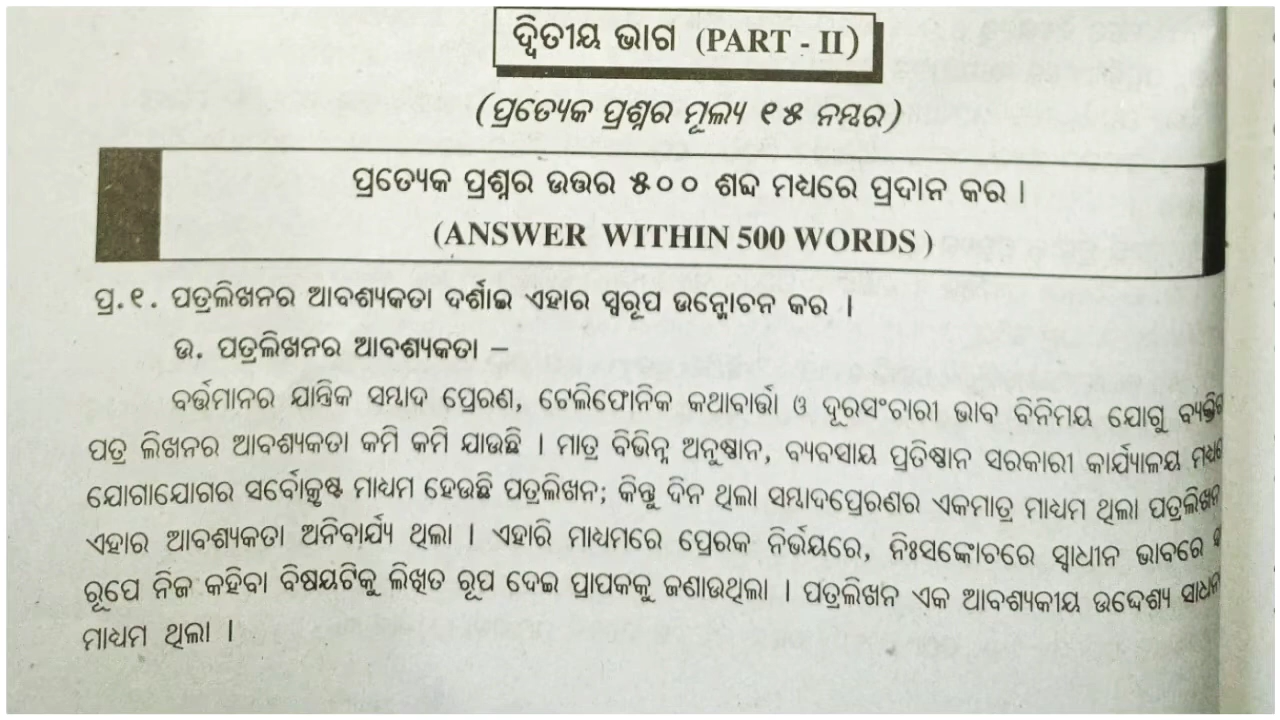 ଦ୍ୱିତୀୟ ଭାଗ (PART - II)
(ପ୍ରତ୍ୟେକ ପ୍ରଶ୍ନର ମୂଲ୍ୟ ୧୫ ନମ୍ବର)
ପ୍ରତ୍ୟେକ ପ୍ରଶ୍ନର ଉତ୍ତର ୫୦୦ ଶବ୍ଦ ମଧ୍ୟରେ ପ୍ରଦାନ କର ।
(ANSWER WITHIN 500 WORDS)
ପ୍ର.୧. ପତ୍ରଲିଖନର ଆବଶ୍ୟକତା ଦର୍ଶାଇ ଏହାର ସ୍ୱରୂପ ଉନ୍ମୋଚନ କର ।
ଉ. ପତ୍ରଲିଖନର ଆବଶ୍ୟକତା –
ବର୍ତ୍ତମାନର ଯାନ୍ତ୍ରିକ ସମ୍ବାଦ ପ୍ରେରଣ, ଟେଲିଫୋନିକ କଥାବାର୍ତ୍ତା ଓ ଦୂରସଂଚାରୀ ଭାବ ବିନିମୟ ଯୋଗୁ
ପତ୍ର ଲିଖନର ଆବଶ୍ୟକତା କମି କମି ଯାଉଛି । ମାତ୍ର ବିଭିନ୍ନ ଅନୁଷ୍ଠାନ, ବ୍ୟବସାୟ ପ୍ରତିଷ୍ଠାନ ସରକାରୀ କାର୍ଯ୍ୟାଳୟ
ଯୋଗାଯୋଗର ସର୍ବୋତ୍କୃଷ୍ଟ ମାଧ୍ୟମ ହେଉଛି ପତ୍ରଲିଖନ; କିନ୍ତୁ ଦିନ ଥିଲା ସମ୍ବାଦପ୍ରେରଣର ଏକମାତ୍ର ମାଧ୍ୟମ ଥିଲା ପତ୍ରଲିଖନ
ଏହାର ଆବଶ୍ୟକତା ଅନିବାର୍ଯ୍ୟ ଥିଲା । ଏହାରି ମାଧ୍ୟମରେ ପ୍ରେରକ ନିର୍ଭୟରେ, ନିଃସଙ୍କୋଚରେ ସ୍ୱାଧୀନ ଭାବରେ
ରୂପେ ନିଜ କହିବା ବିଷୟଟିକୁ ଲିଖିତ ରୂପ ଦେଇ ପ୍ରାପକକୁ ଜଣାଉଥିଲା । ପତ୍ରଲିଖନ ଏକ ଆବଶ୍ୟକୀୟ ଉଦ୍ଦେଶ୍ୟ ସାଧନ
ମାଧ୍ୟମ ଥିଲା ।